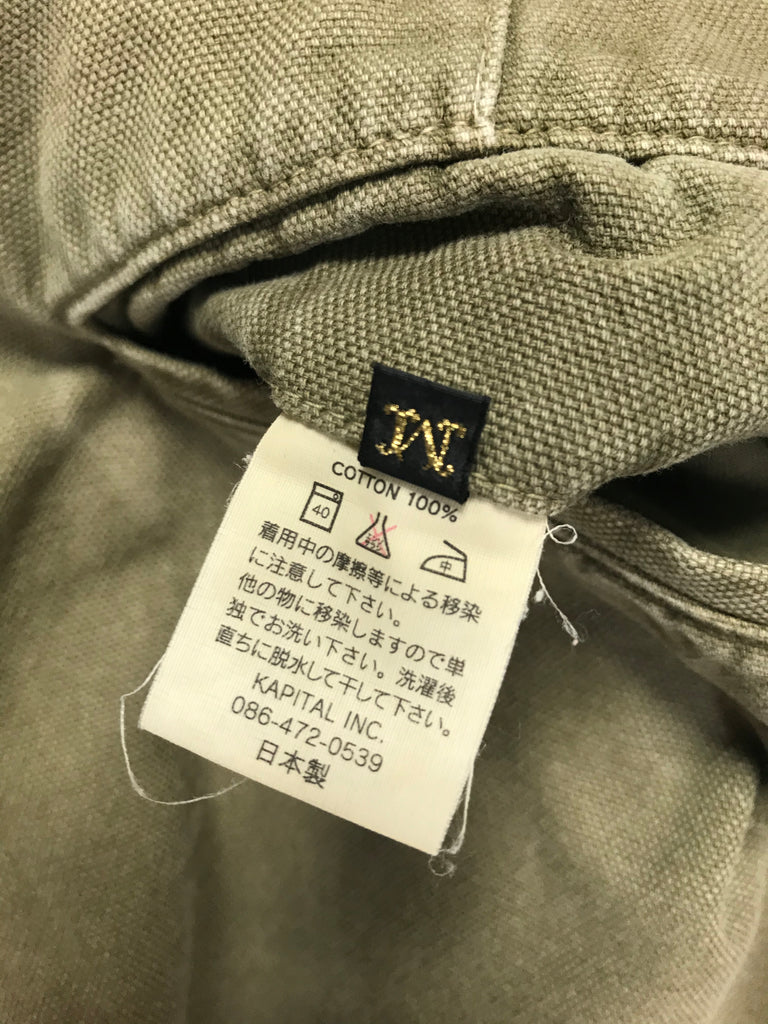 M
COTTON 100%
40
中
着用中の摩擦等による移染
に注意して下さい。
他の物に移染しますので単
独でお洗い下さい。洗濯後
直ちに脱水して干して下さい。
KAPITAL INC.
086-472-0539
日本製